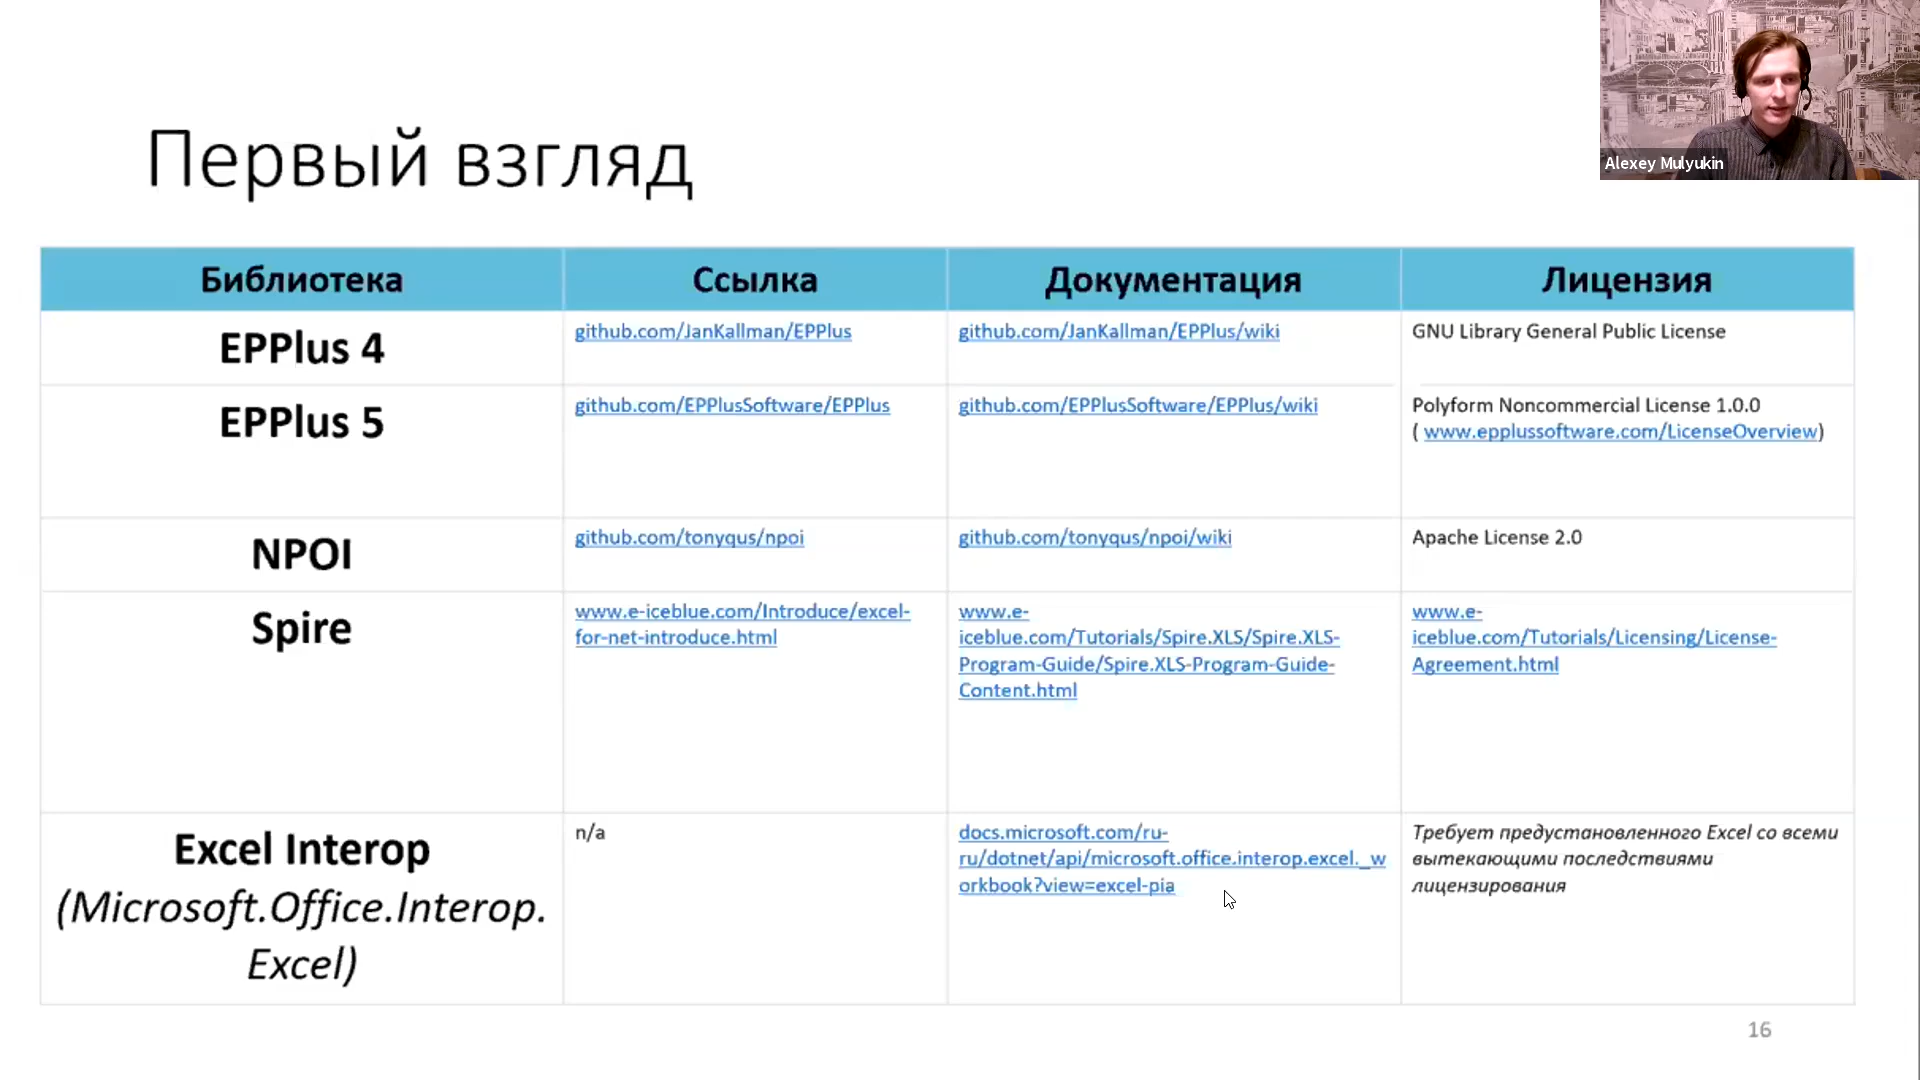 Alexey Mulyukin
Первый взгляд
Библиотека
Ссылка
Документация
Лицензия
EPPlus 4
github.com/JanKallman/EPPlus
github.com/JanKallman/EPPlus/wiki
GNU Library General Public License
EPPlus 5
github.com/EPPlusSoftware/EPPlus
github.com/EPPlusSoftware/EPPlus/wiki
Polyform Noncommercial License 1.0.0
( www.epplussoftware.com/LicenseOverview)
NPOI
github.com/tonyqus/npoi
github.com/tonyqus/npoi/wiki
Apache License 2.0
Spire
www.e-iceblue.com/Introduce/excel-
for-net-introduce.html
www.e-
iceblue.com/Tutorials/Spire.XLS/Spire.XLS-
Program-Guide/Spire.XLS-Program-Guide-
Content.html
www.e-
iceblue.com/Tutorials/Licensing/License-
Agreement.html
Excel Interop
(Microsoft.Office.Interop.
Excel)
n/a
docs.microsoft.com/ru-
ru/dotnet/api/microsoft.office.interop.excel._w
orkbook?view=excel-pia
Требует предустановленного Excel со всеми
вытекающими последствиями
лицензирования
16